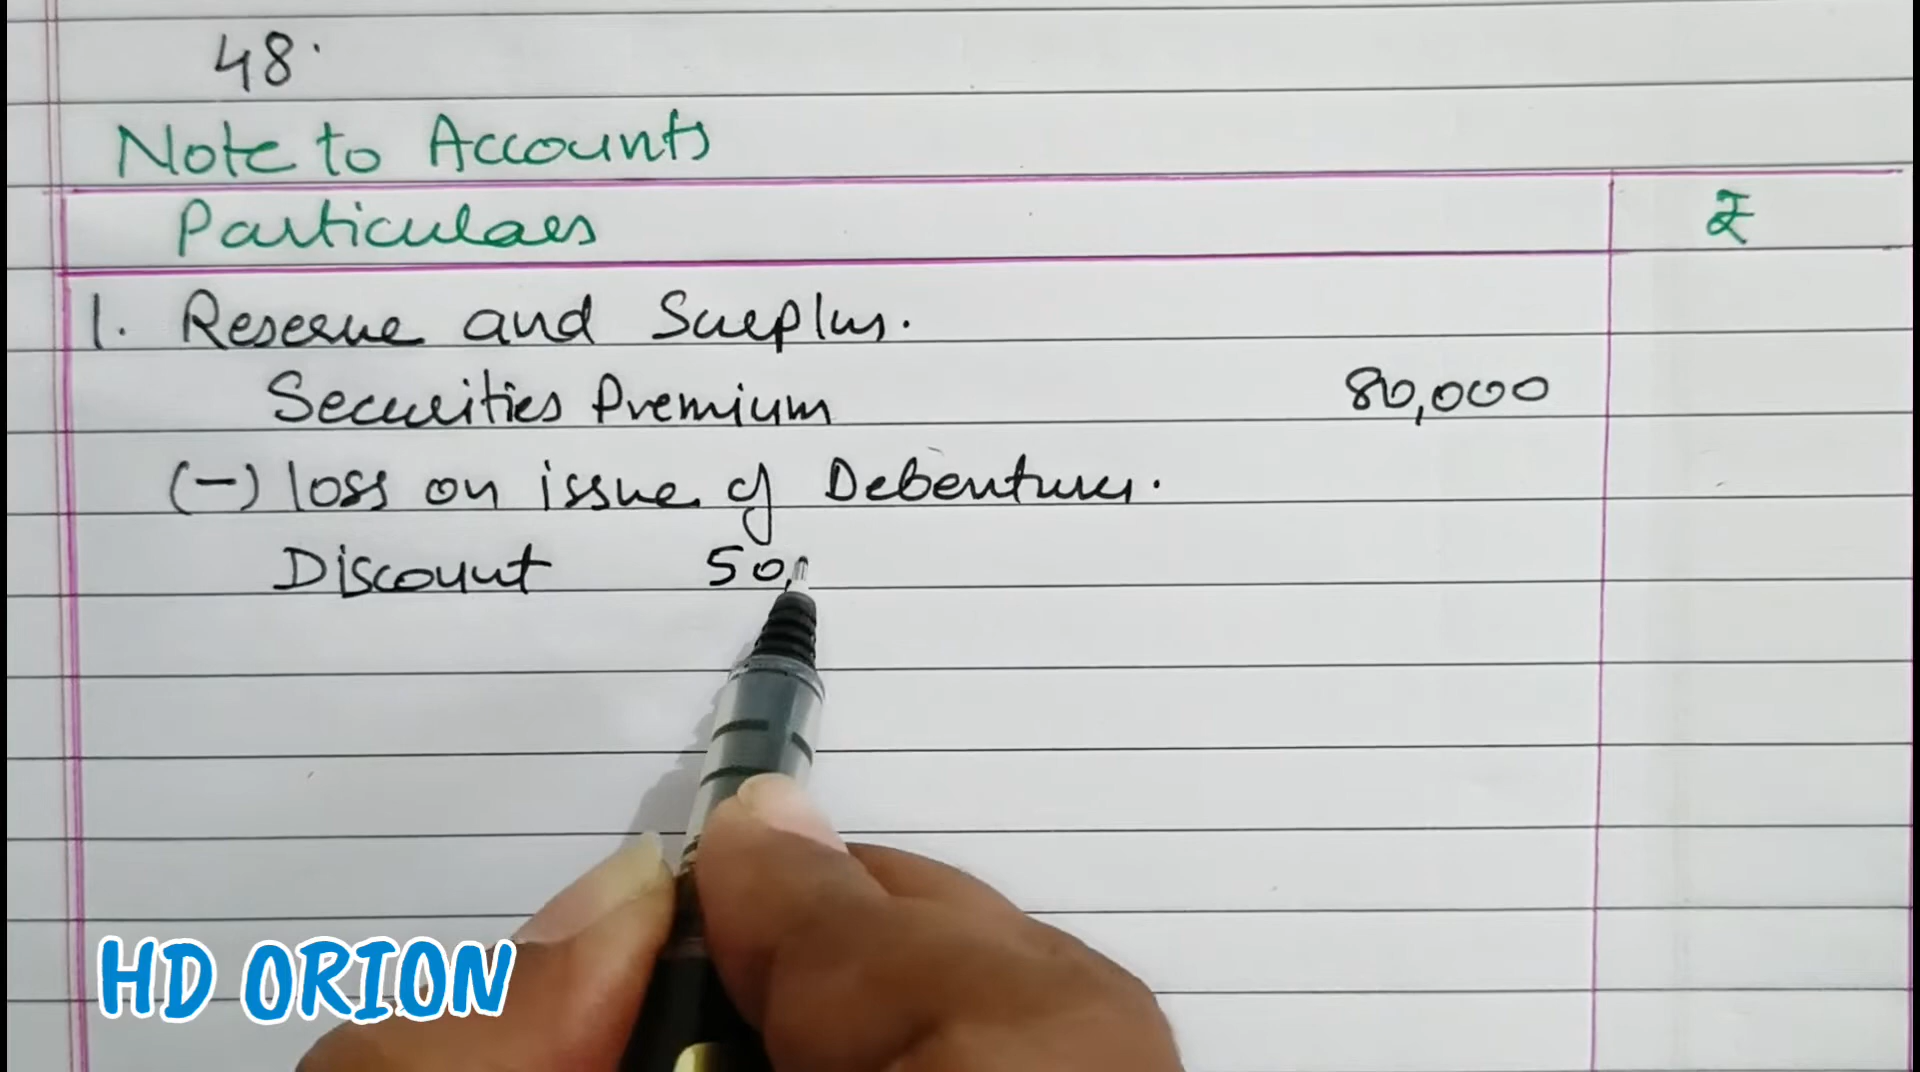 48.
Note to Accounts
Particulars ₹
1. Reserve and Surplus.
Securities Premium 80,000
(-) loss on issue of Debentures.
Discount 50,
HD ORION